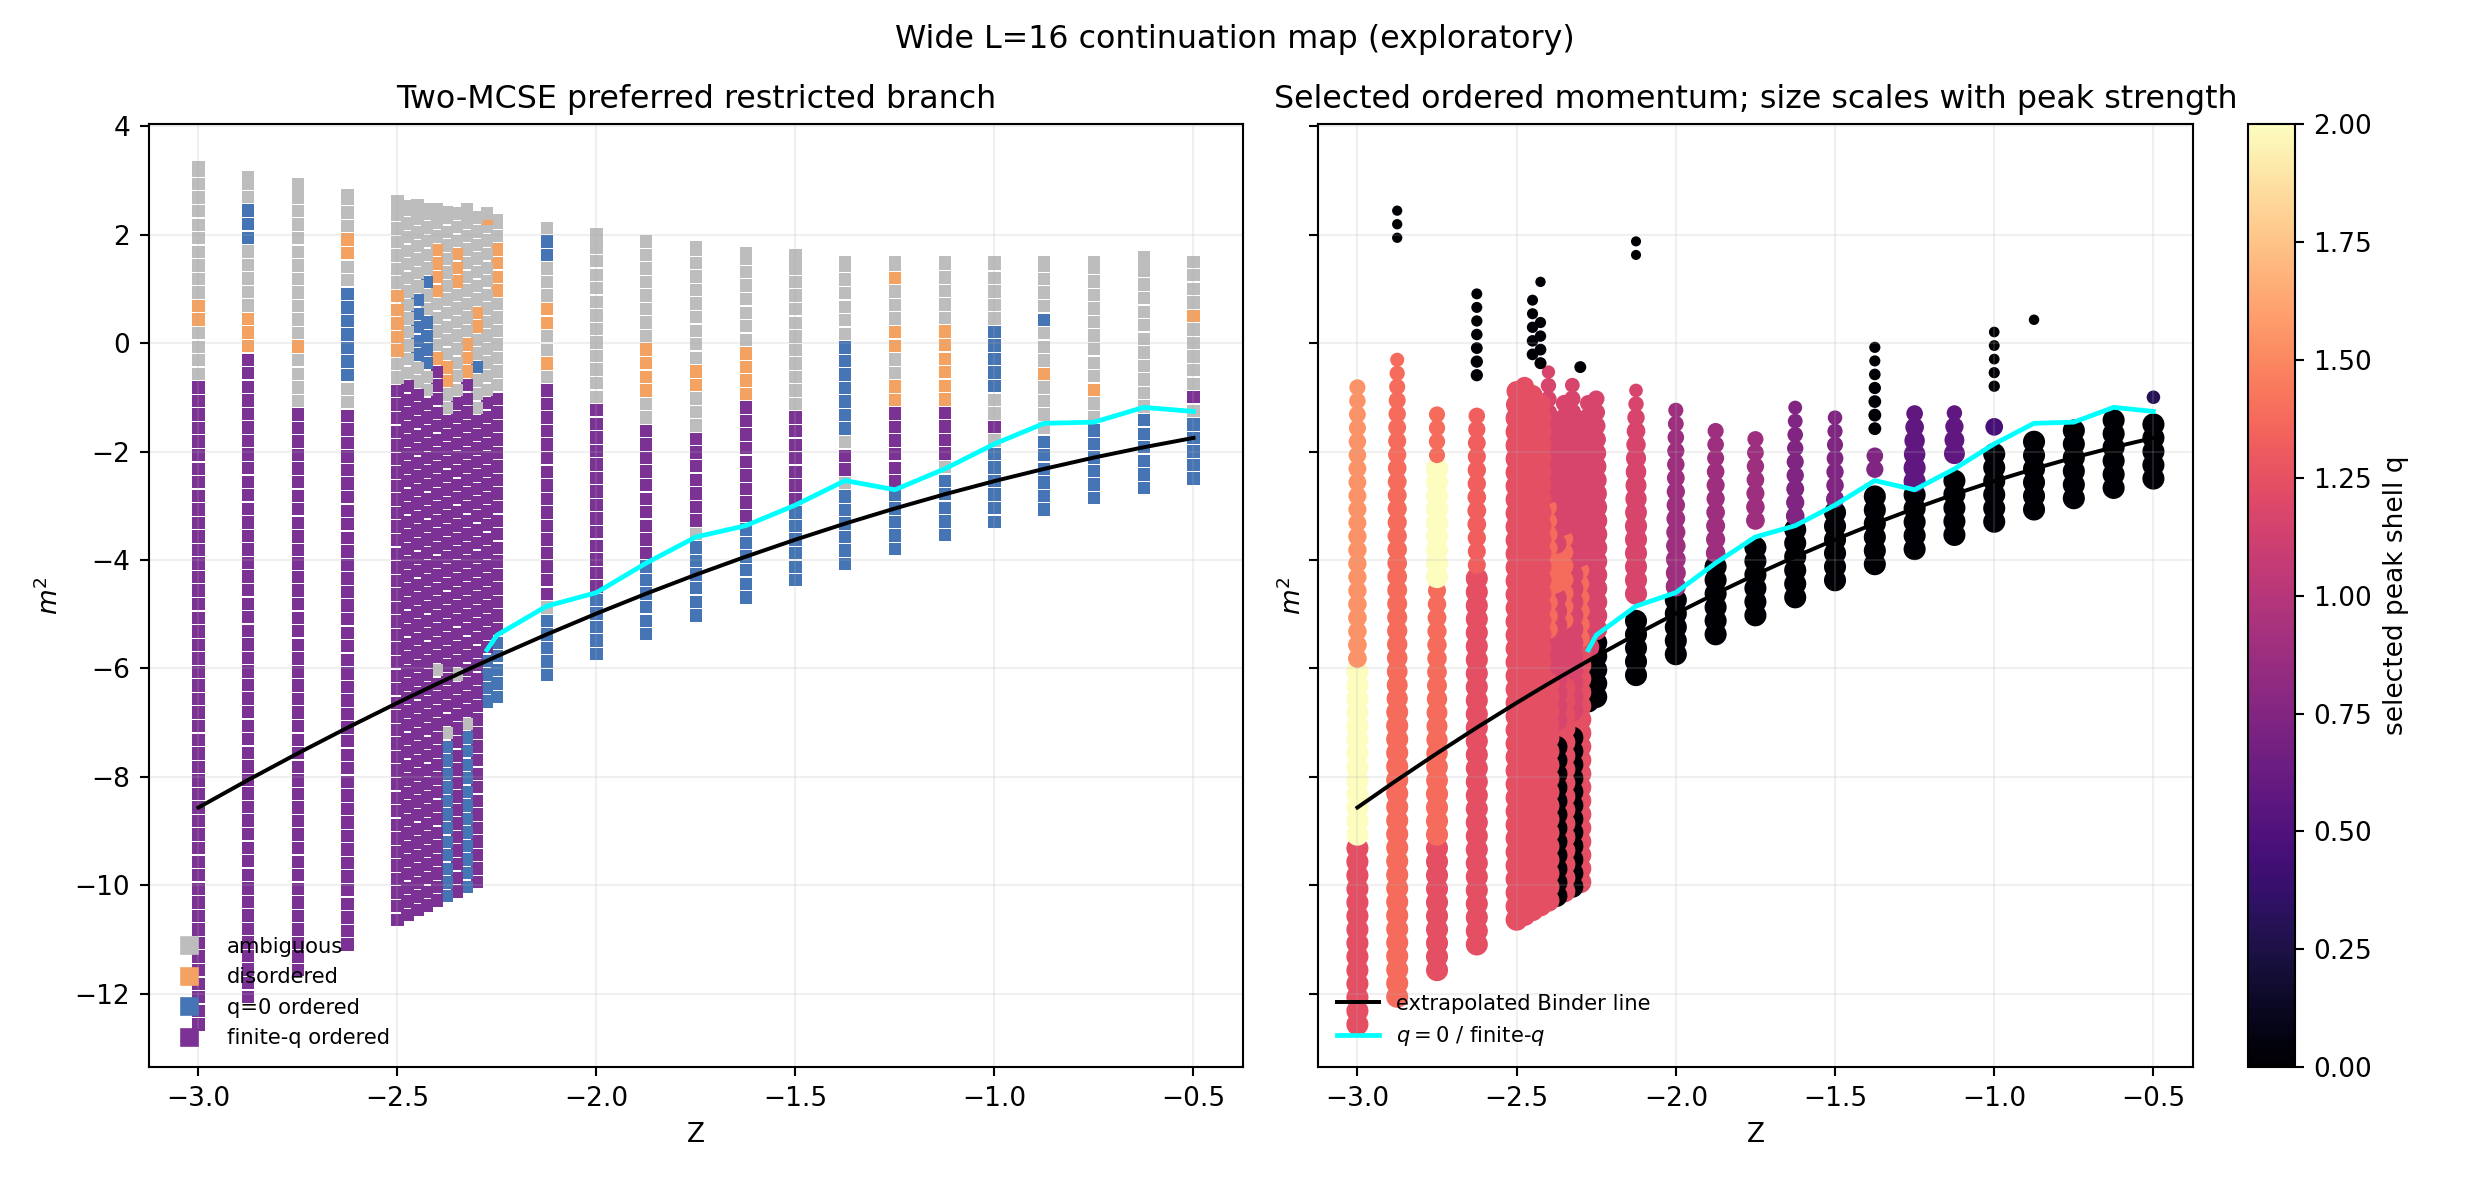 Wide L=16 continuation map (exploratory)
Two-MCSE preferred restricted branch
4
2
0
−2
−4
−6
−8
−10
−12
m²
ambiguous
disordered
q=0 ordered
finite-q ordered
−3.0
−2.5
−2.0
−1.5
−1.0
−0.5
Z
Selected ordered momentum; size scales with peak strength
m²
extrapolated Binder line
q = 0 / finite-q
−3.0
−2.5
−2.0
−1.5
−1.0
−0.5
Z
2.00
1.75
1.50
1.25
1.00
0.75
0.50
0.25
0.00
selected peak shell q